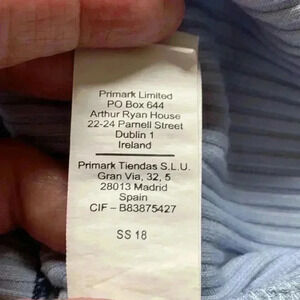 Primark Limited
PO Box 644
Arthur Ryan House
22-24 Parnell Street
Dublin 1
Ireland
Primark Tiendas S.L.U.
Gran Via, 32, 5
28013 Madrid
Spain
CIF – B83875427
SS 18